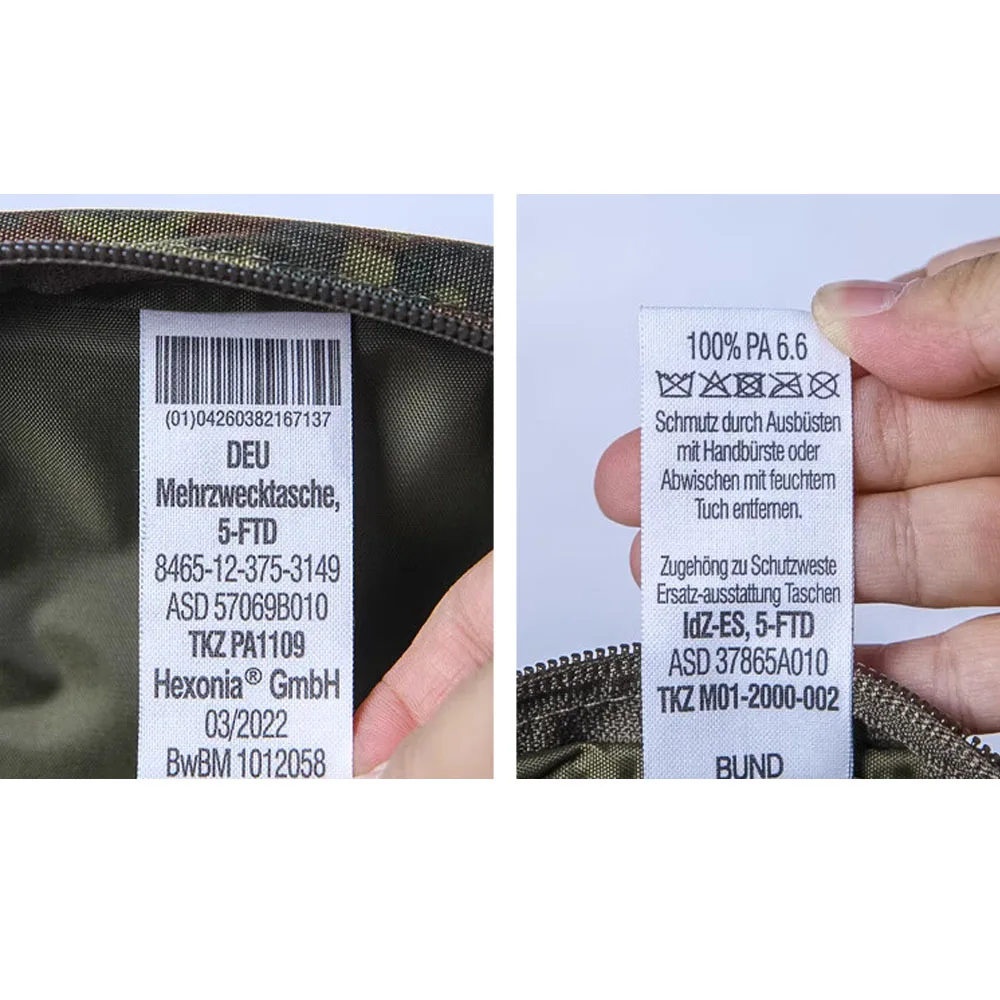 (01)04260382167137
DEU
Mehrzwecktasche,
5-FTD
8465-12-375-3149
ASD 57069B010
TKZ PA1109
Hexonia® GmbH
03/2022
BwBM 1012058
100% PA 6.6
Schmutz durch Ausbüsten
mit Handbürste oder
Abwischen mit feuchtem
Tuch entfernen.
Zugehöng zu Schutzweste
Ersatz-ausstattung Taschen
IdZ-ES, 5-FTD
ASD 37865A010
TKZ M01-2000-002
BUND